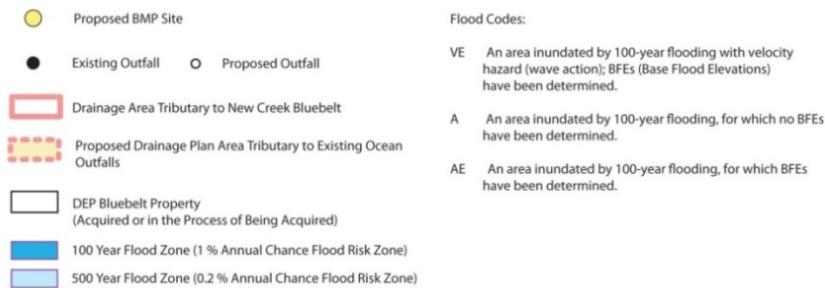 Proposed BMP Site
Existing Outfall
Proposed Outfall
Drainage Area Tributary to New Creek Bluebelt
Proposed Drainage Plan Area Tributary to Existing Ocean
Outfalls
DEP Bluebelt Property
(Acquired or in the Process of Being Acquired)
100 Year Flood Zone (1 % Annual Chance Flood Risk Zone)
500 Year Flood Zone (0.2 % Annual Chance Flood Risk Zone)
Flood Codes:
VE An area inundated by 100-year flooding with velocity
hazard (wave action); BFEs (Base Flood Elevations)
have been determined.
A An area inundated by 100-year flooding, for which no BFEs
have been determined.
AE An area inundated by 100-year flooding, for which BFEs
have been determined.